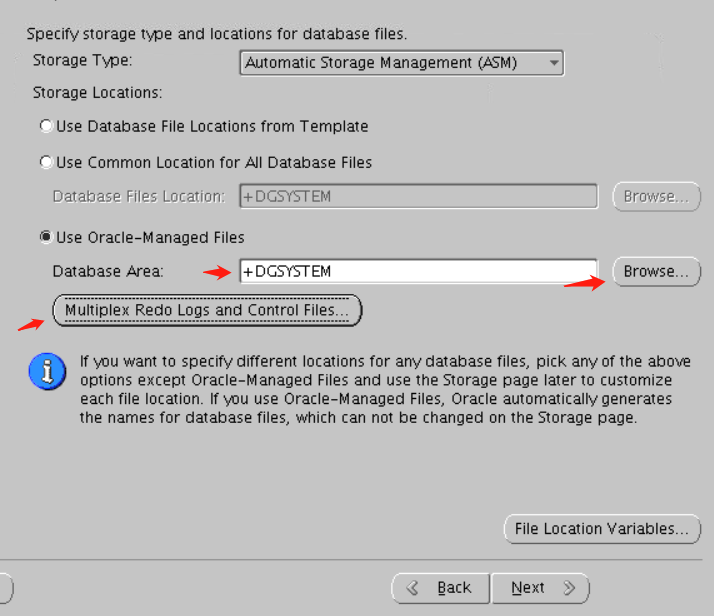 Specify storage type and locations for database files.
Storage Type: Automatic Storage Management (ASM)
Storage Locations:
Use Database File Locations from Template
Use Common Location for All Database Files
Database Files Location: +DGSYSTEM Browse...
Use Oracle-Managed Files
Database Area: +DGSYSTEM Browse...
Multiplex Redo Logs and Control Files...
If you want to specify different locations for any database files, pick any of the above
options except Oracle-Managed Files and use the Storage page later to customize
each file location. If you use Oracle-Managed Files, Oracle automatically generates
the names for database files, which can not be changed on the Storage page.
File Location Variables...
Back Next